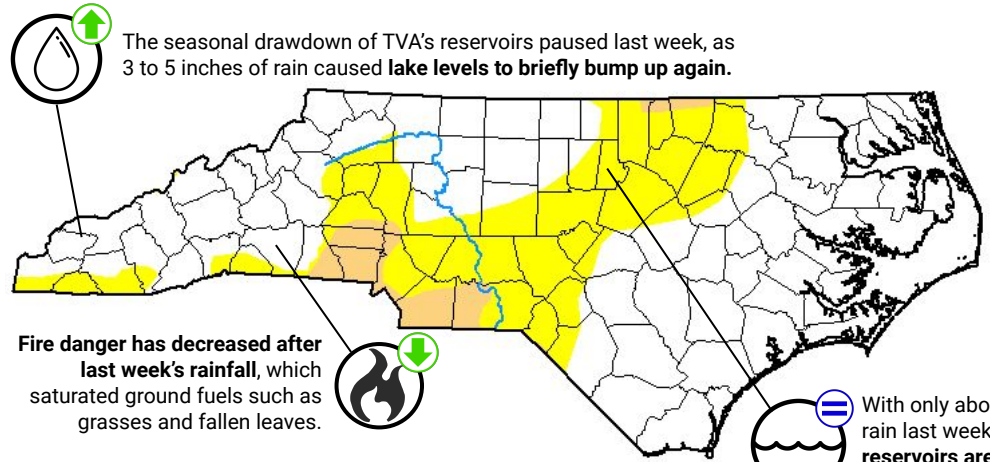 The seasonal drawdown of TVA's reservoirs paused last week, as
3 to 5 inches of rain caused lake levels to briefly bump up again.
Fire danger has decreased after
last week's rainfall, which
saturated ground fuels such as
grasses and fallen leaves.
With only abo
rain last week
reservoirs are